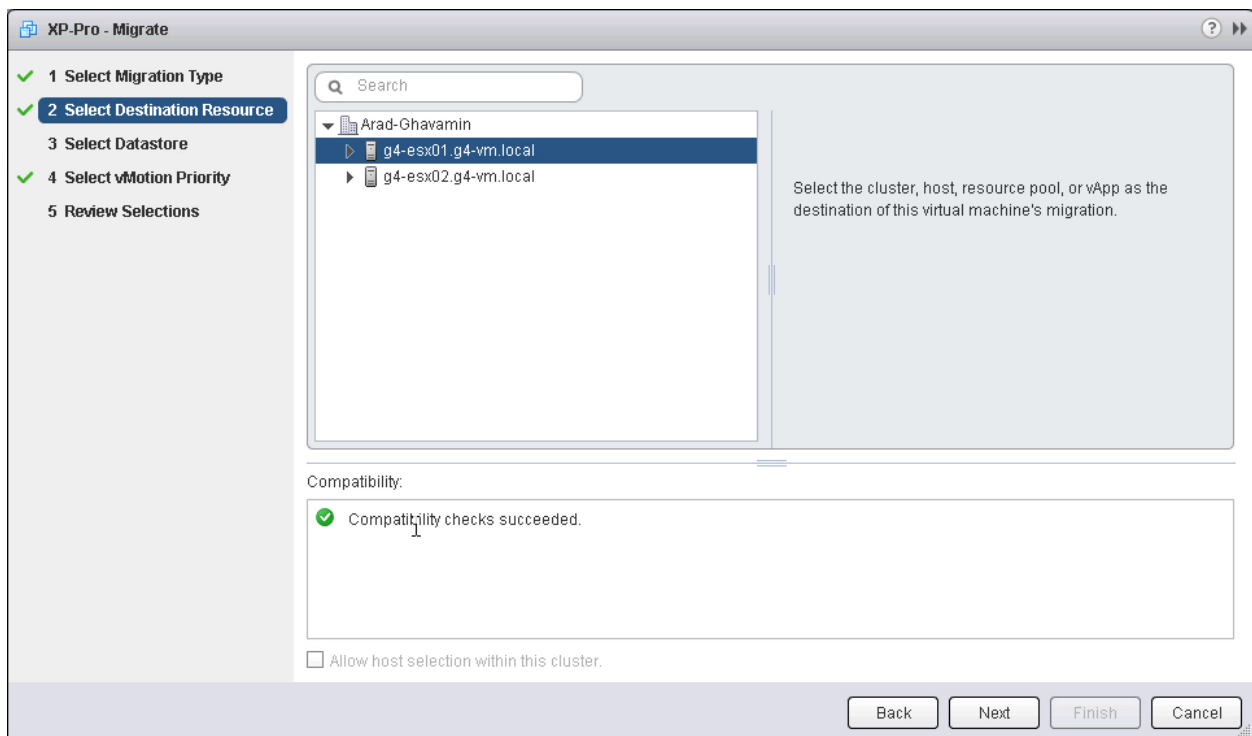 XP-Pro - Migrate
1 Select Migration Type
2 Select Destination Resource
3 Select Datastore
4 Select vMotion Priority
5 Review Selections
Search
Arad-Ghavamin
g4-esx01.g4-vm.local
g4-esx02.g4-vm.local
Select the cluster, host, resource pool, or vApp as the
destination of this virtual machine's migration.
Compatibility:
Compatibility checks succeeded.
Allow host selection within this cluster.
Back Next Finish Cancel